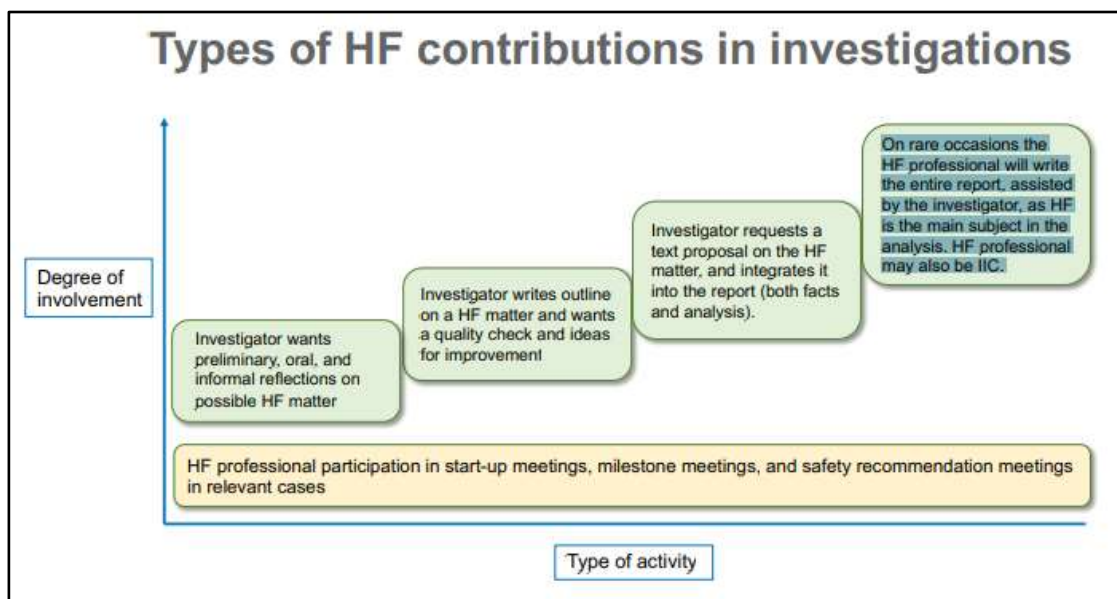 Types of HF contributions in investigations
On rare occasions the
HF professional will write
the entire report, assisted
by the investigator, as HF
is the main subject in the
analysis. HF professional
may also be IIC.
Investigator requests a
text proposal on the HF
matter, and integrates it
into the report (both facts
and analysis).
Degree of
involvement
Investigator writes outline
on a HF matter and wants
a quality check and ideas
for improvement
Investigator wants
preliminary, oral, and
informal reflections on
possible HF matter
HF professional participation in start-up meetings, milestone meetings, and safety recommendation meetings
in relevant cases
Type of activity